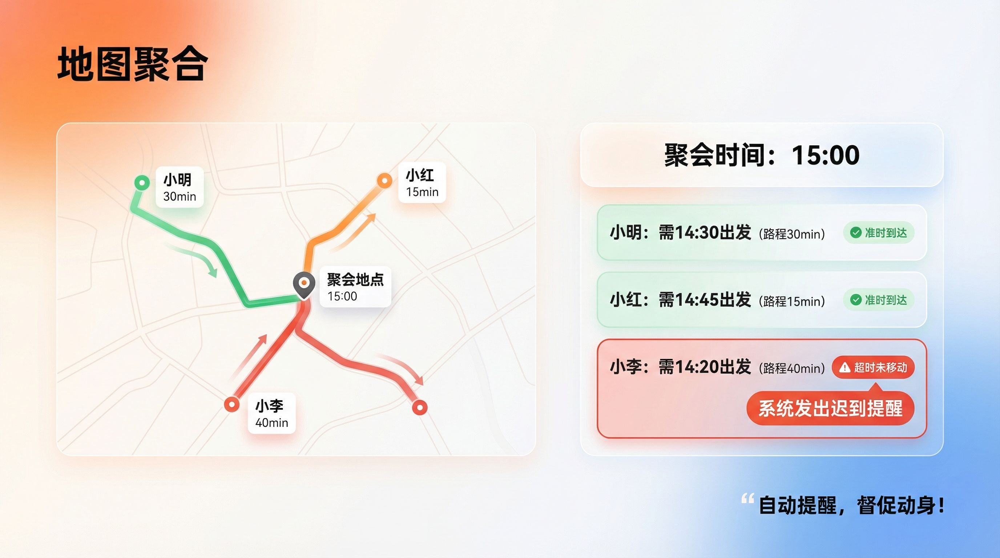 地图聚合
小明
30min
小红
15min
聚会地点
15:00
小李
40min
聚会时间：15:00
小明：需14:30出发（路程30min） 准时到达
小红：需14:45出发（路程15min） 准时到达
小李：需14:20出发（路程40min） 超时未移动
系统发出迟到提醒
“自动提醒，督促动身！